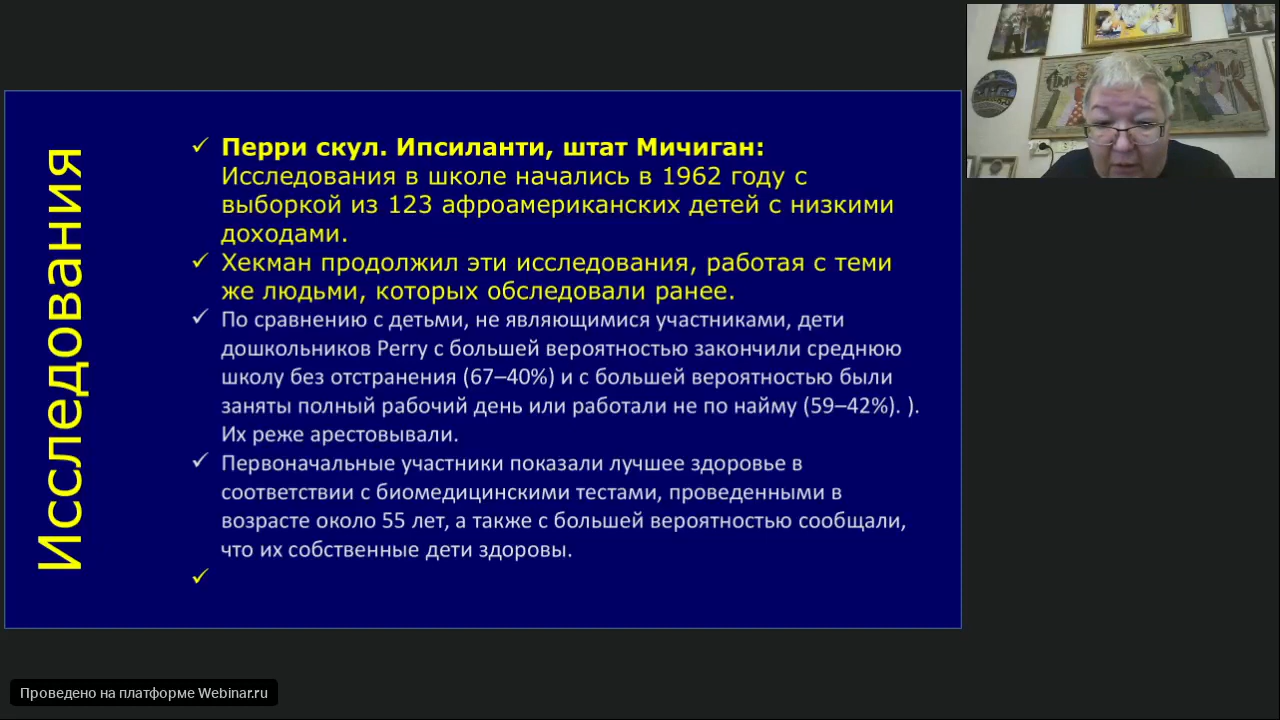 Исследования
✓ Перри скул. Ипсиланти, штат Мичиган:
Исследования в школе начались в 1962 году с
выборкой из 123 афроамериканских детей с низкими
доходами.
✓ Хекман продолжил эти исследования, работая с теми
же людьми, которых обследовали ранее.
✓ По сравнению с детьми, не являющимися участниками, дети
дошкольников Perry с большей вероятностью закончили среднюю
школу без отстранения (67–40%) и с большей вероятностью были
заняты полный рабочий день или работали не по найму (59–42%). ).
Их реже арестовывали.
✓ Первоначальные участники показали лучшее здоровье в
соответствии с биомедицинскими тестами, проведенными в
возрасте около 55 лет, а также с большей вероятностью сообщали,
что их собственные дети здоровы.
✓
Проведено на платформе Webinar.ru